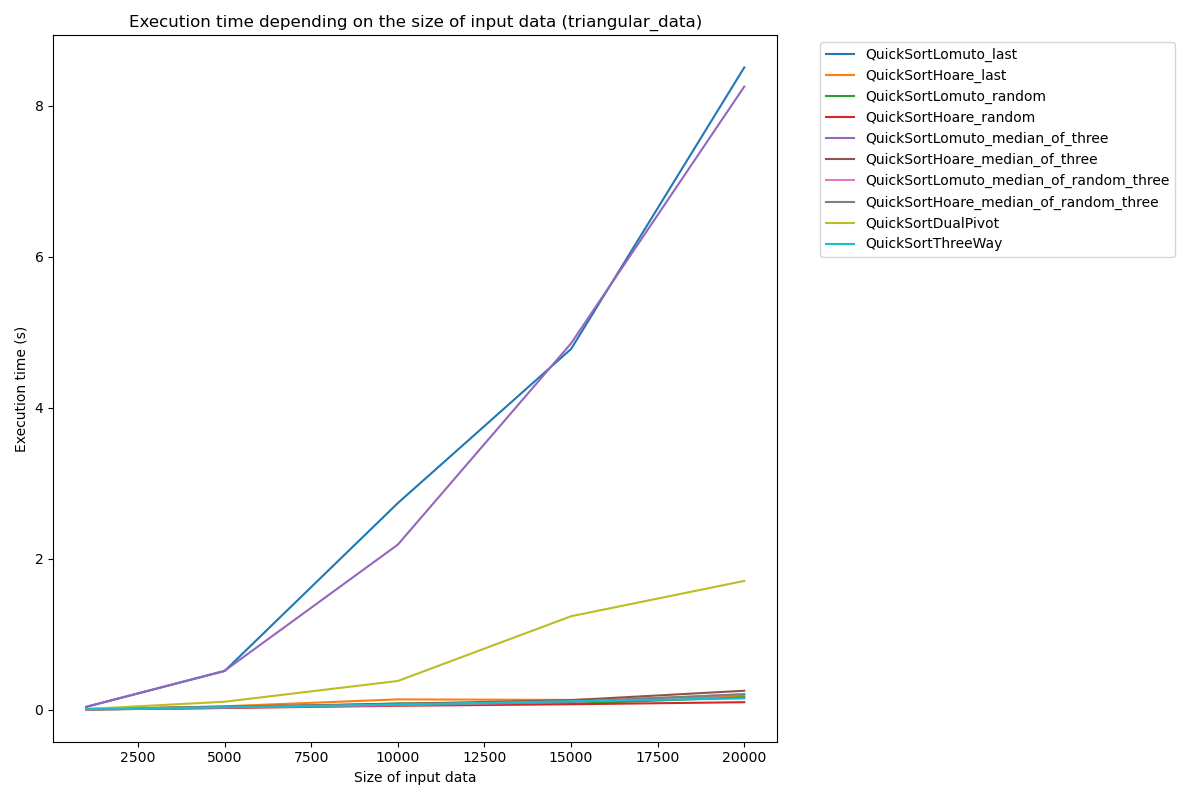 Execution time depending on the size of input data (triangular_data)
QuickSortLomuto_last
QuickSortHoare_last
QuickSortLomuto_random
QuickSortHoare_random
QuickSortLomuto_median_of_three
QuickSortHoare_median_of_three
QuickSortLomuto_median_of_random_three
QuickSortHoare_median_of_random_three
QuickSortDualPivot
QuickSortThreeWay
Execution time (s)
8
6
4
2
0
2500 5000 7500 10000 12500 15000 17500 20000
Size of input data